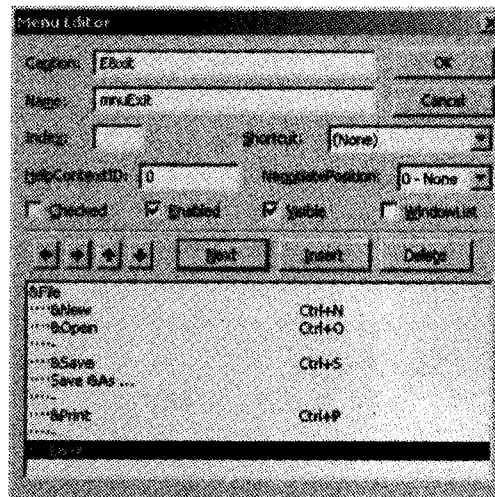 Menu Editor
Caption: E&xit OK
Name: mnuExit Cancel
Index: Shortcut: (None)
HelpContextID: 0 NegotiatePosition: 0 - None
Checked Enabled Visible WindowList
Next Insert Delete
&File
····&New Ctrl+N
····&Open Ctrl+O
····-
····&Save Ctrl+S
····Save &As ...
····-
····&Print Ctrl+P
····-